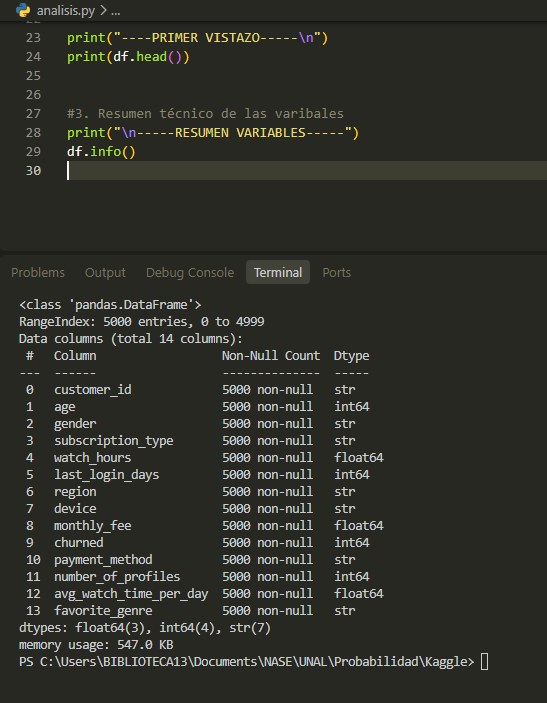 analisis.py > ...
23 print("----PRIMER VISTAZO-----\n")
24 print(df.head())
25
26
27 #3. Resumen técnico de las varibales
28 print("\n-----RESUMEN VARIABLES-----")
29 df.info()
30
Problems Output Debug Console Terminal Ports
<class 'pandas.DataFrame'>
RangeIndex: 5000 entries, 0 to 4999
Data columns (total 14 columns):
 #   Column                   Non-Null Count  Dtype
---  ------                   --------------  -----
 0   customer_id              5000 non-null   str
 1   age                      5000 non-null   int64
 2   gender                   5000 non-null   str
 3   subscription_type        5000 non-null   str
 4   watch_hours              5000 non-null   float64
 5   last_login_days          5000 non-null   int64
 6   region                   5000 non-null   str
 7   device                   5000 non-null   str
 8   monthly_fee              5000 non-null   float64
 9   churned                  5000 non-null   int64
 10  payment_method           5000 non-null   str
 11  number_of_profiles       5000 non-null   int64
 12  avg_watch_time_per_day   5000 non-null   float64
 13  favorite_genre           5000 non-null   str
dtypes: float64(3), int64(4), str(7)
memory usage: 547.0 KB
PS C:\Users\BIBLIOTECA13\Documents\NASE\UNAL\Probabilidad\Kaggle>